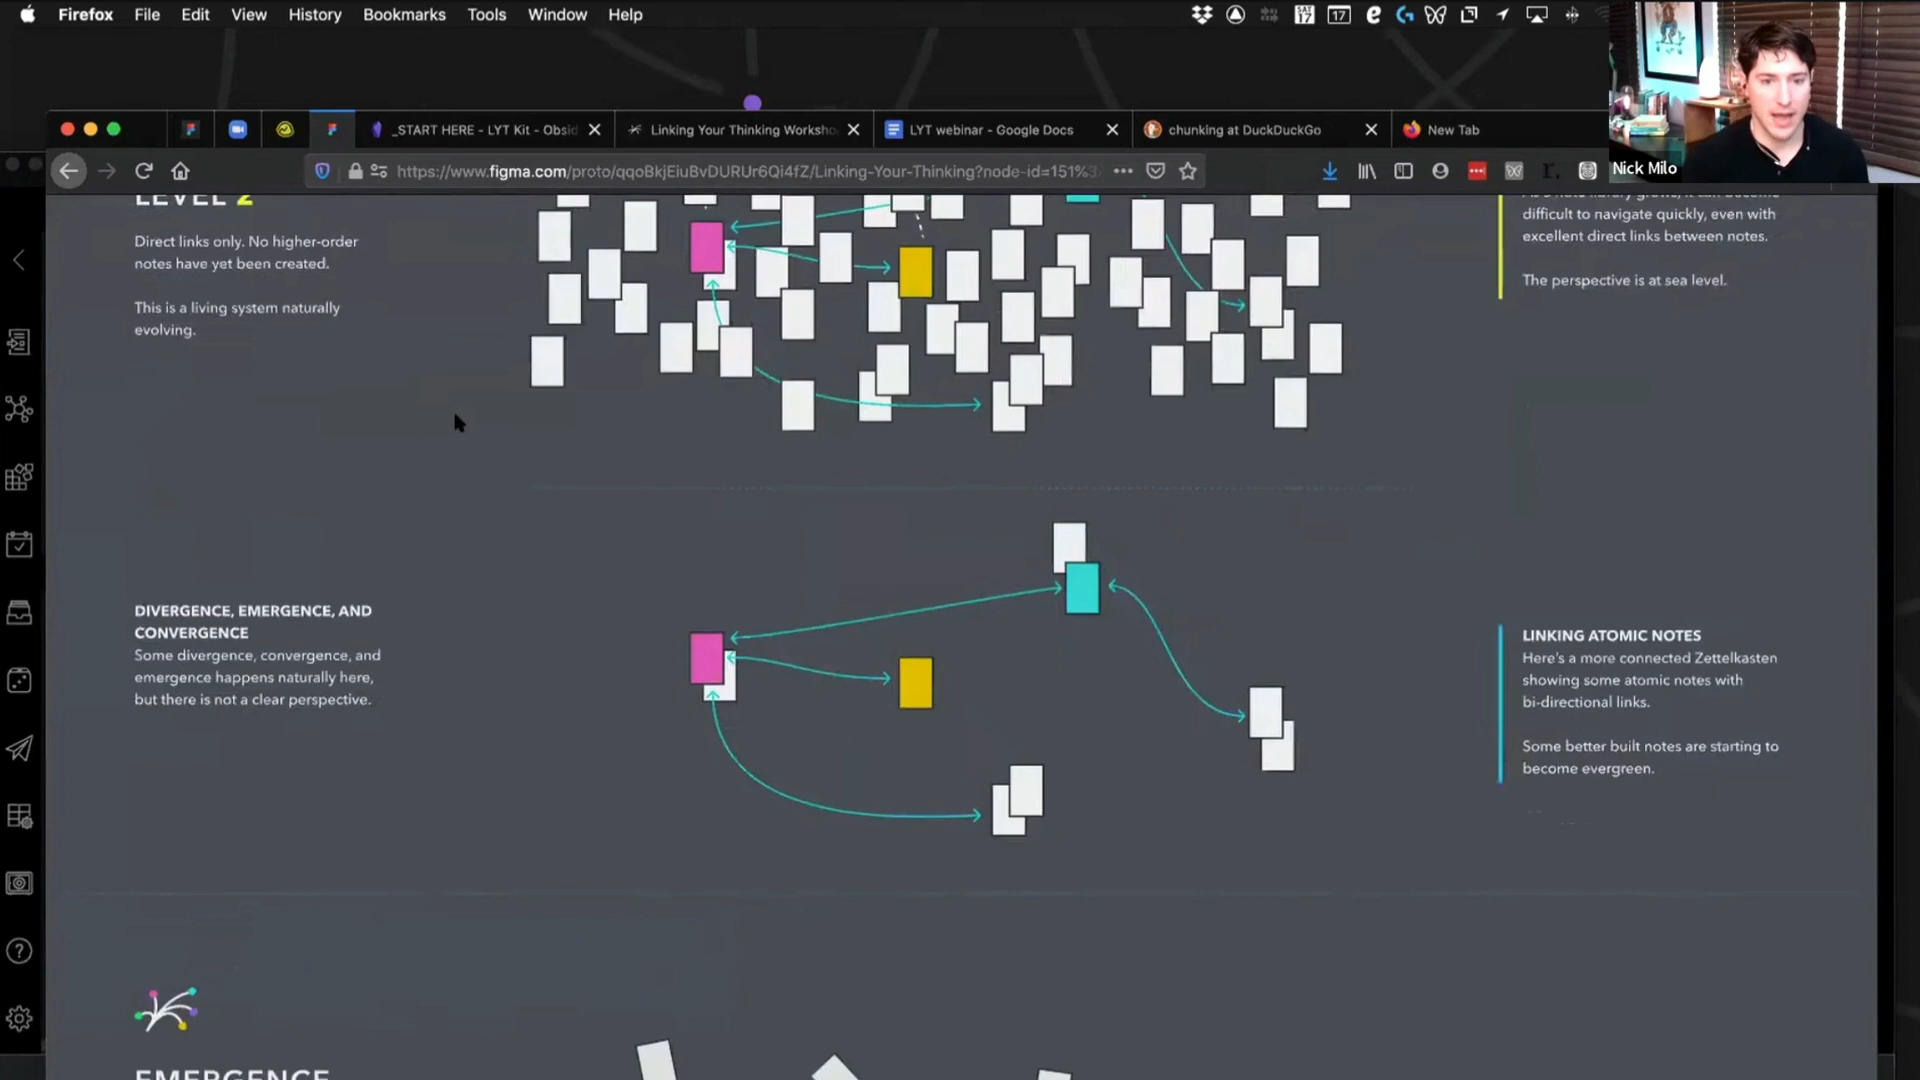 Firefox File Edit View History Bookmarks Tools Window Help
SAT 17 17
_START HERE - LYT Kit - Obsid
Linking Your Thinking Worksho
LYT webinar - Google Docs
chunking at DuckDuckGo
New Tab
https://www.figma.com/proto/qqoBkjEiuBvDURUr6Qi4fZ/Linking-Your-Thinking?node-id=151%3
Nick Milo
LEVEL 2
Direct links only. No higher-order
notes have yet been created.
This is a living system naturally
evolving.
difficult to navigate quickly, even with
excellent direct links between notes.
The perspective is at sea level.
DIVERGENCE, EMERGENCE, AND
CONVERGENCE
Some divergence, convergence, and
emergence happens naturally here,
but there is not a clear perspective.
LINKING ATOMIC NOTES
Here's a more connected Zettelkasten
showing some atomic notes with
bi-directional links.
Some better built notes are starting to
become evergreen.
EMERGENCE